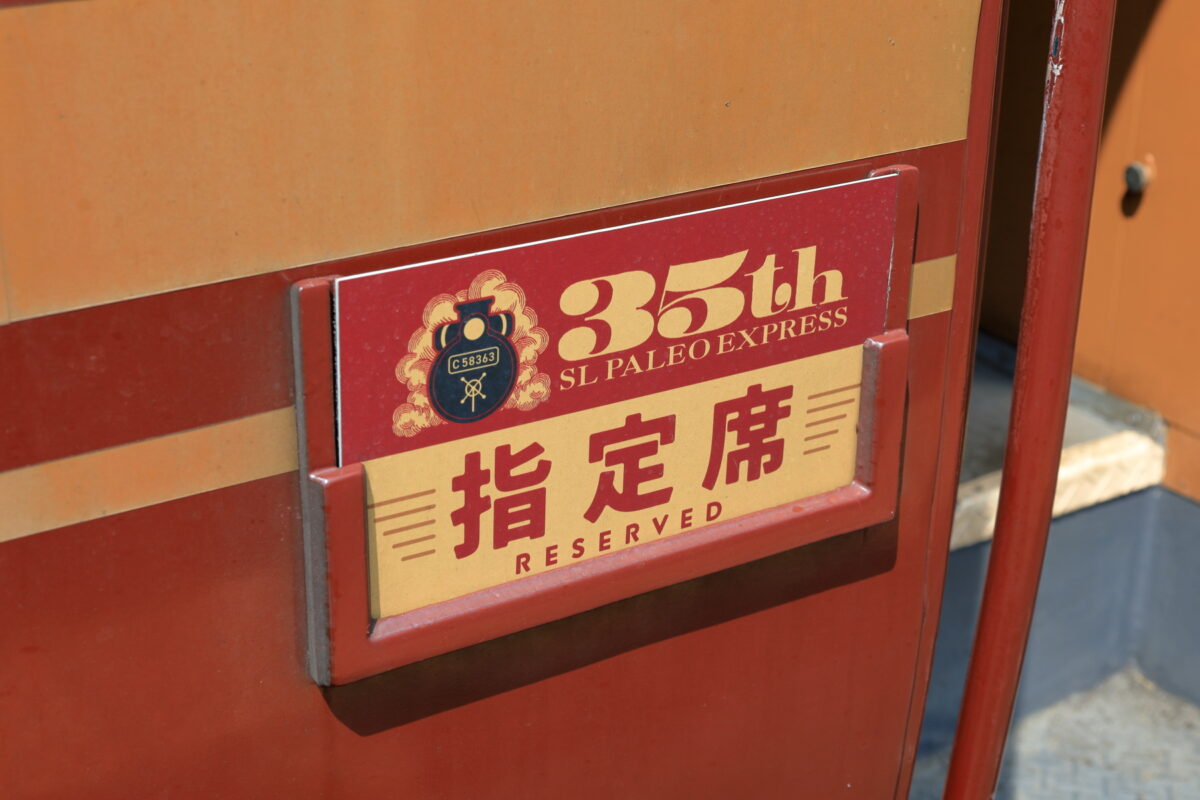 C58363
35th
SL PALEO EXPRESS
指定席
RESERVED